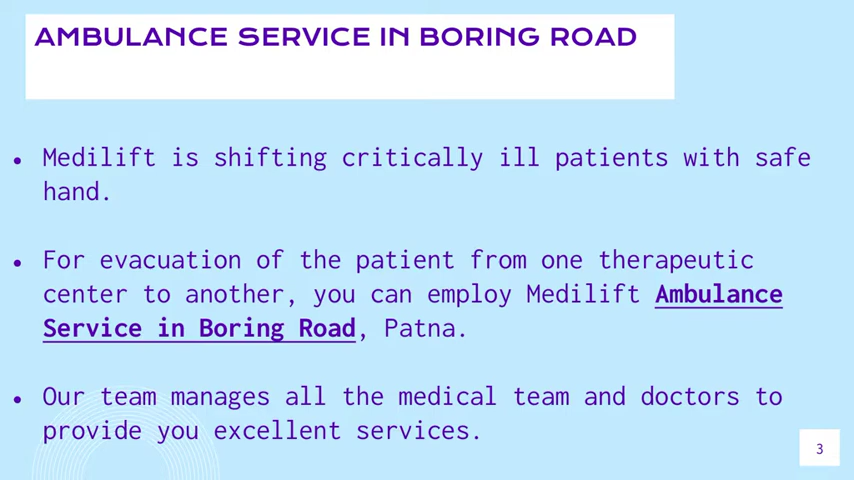 AMBULANCE SERVICE IN BORING ROAD
• Medilift is shifting critically ill patients with safe
hand.
• For evacuation of the patient from one therapeutic
center to another, you can employ Medilift Ambulance
Service in Boring Road, Patna.
• Our team manages all the medical team and doctors to
provide you excellent services.
3